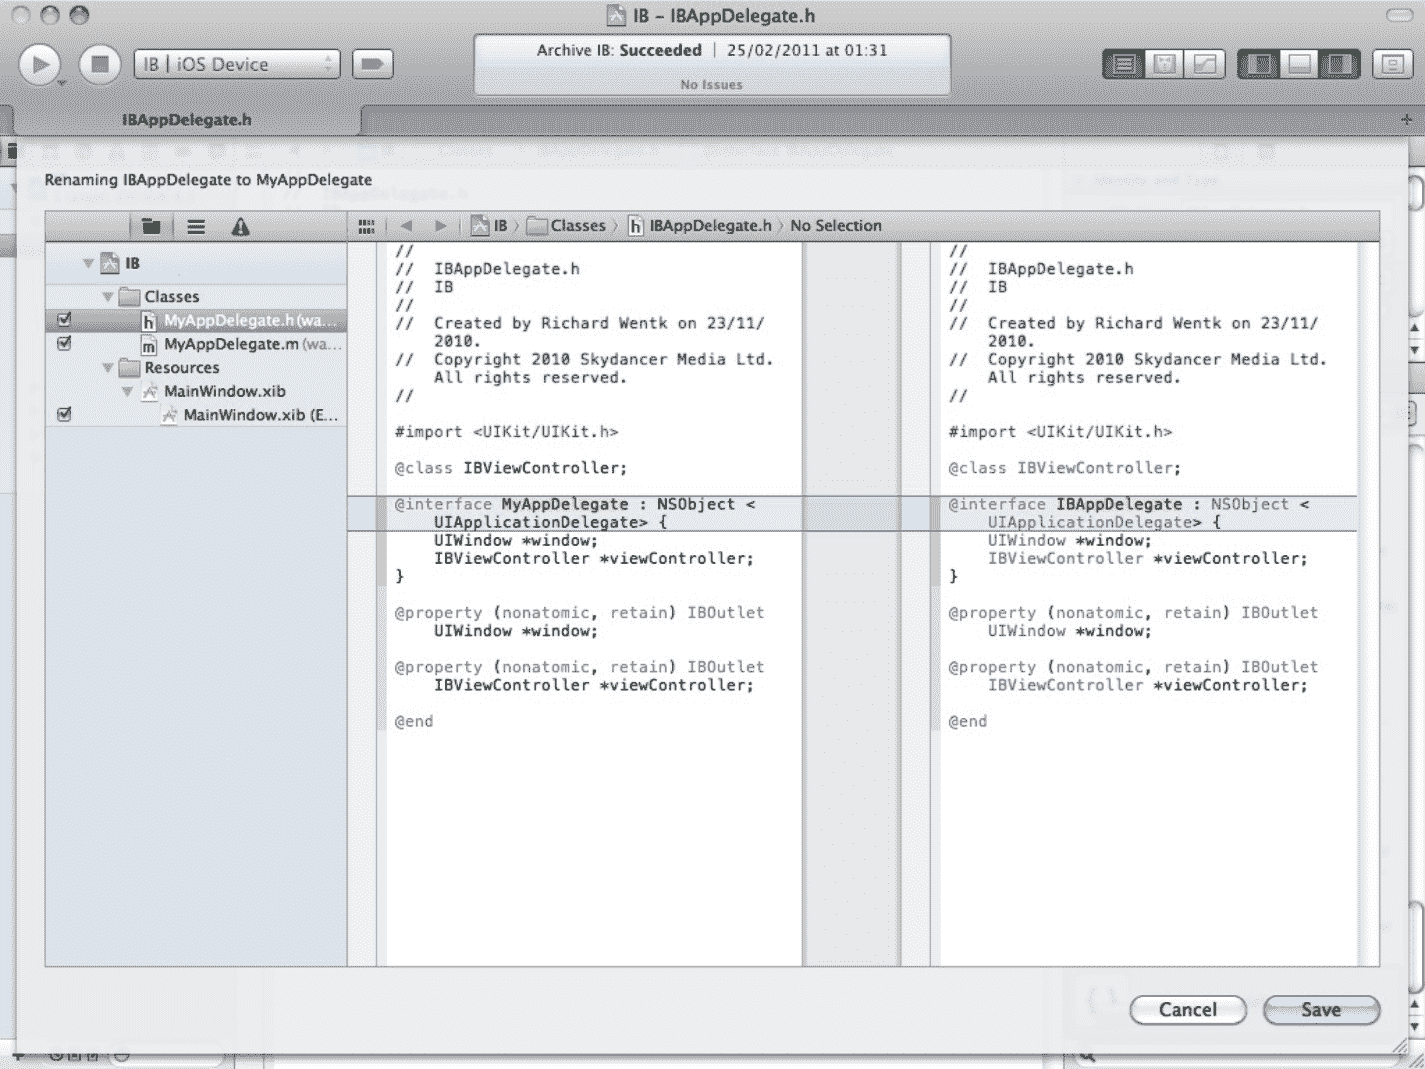 IB – IBAppDelegate.h
IB | iOS Device
Archive IB: Succeeded | 25/02/2011 at 01:31
No Issues
IBAppDelegate.h
Renaming IBAppDelegate to MyAppDelegate
IB 〉 Classes 〉 IBAppDelegate.h 〉 No Selection
IB
Classes
MyAppDelegate.h (wa...
MyAppDelegate.m (wa...
Resources
MainWindow.xib
MainWindow.xib (E...
//
// IBAppDelegate.h
// IB
//
// Created by Richard Wentk on 23/11/
2010.
// Copyright 2010 Skydancer Media Ltd.
All rights reserved.
//
#import <UIKit/UIKit.h>
@class IBViewController;
@interface MyAppDelegate : NSObject <
UIApplicationDelegate> {
UIWindow *window;
IBViewController *viewController;
}
@property (nonatomic, retain) IBOutlet
UIWindow *window;
@property (nonatomic, retain) IBOutlet
IBViewController *viewController;
@end
//
// IBAppDelegate.h
// IB
//
// Created by Richard Wentk on 23/11/
2010.
// Copyright 2010 Skydancer Media Ltd.
All rights reserved.
//
#import <UIKit/UIKit.h>
@class IBViewController;
@interface IBAppDelegate : NSObject <
UIApplicationDelegate> {
UIWindow *window;
IBViewController *viewController;
}
@property (nonatomic, retain) IBOutlet
UIWindow *window;
@property (nonatomic, retain) IBOutlet
IBViewController *viewController;
@end
Cancel
Save